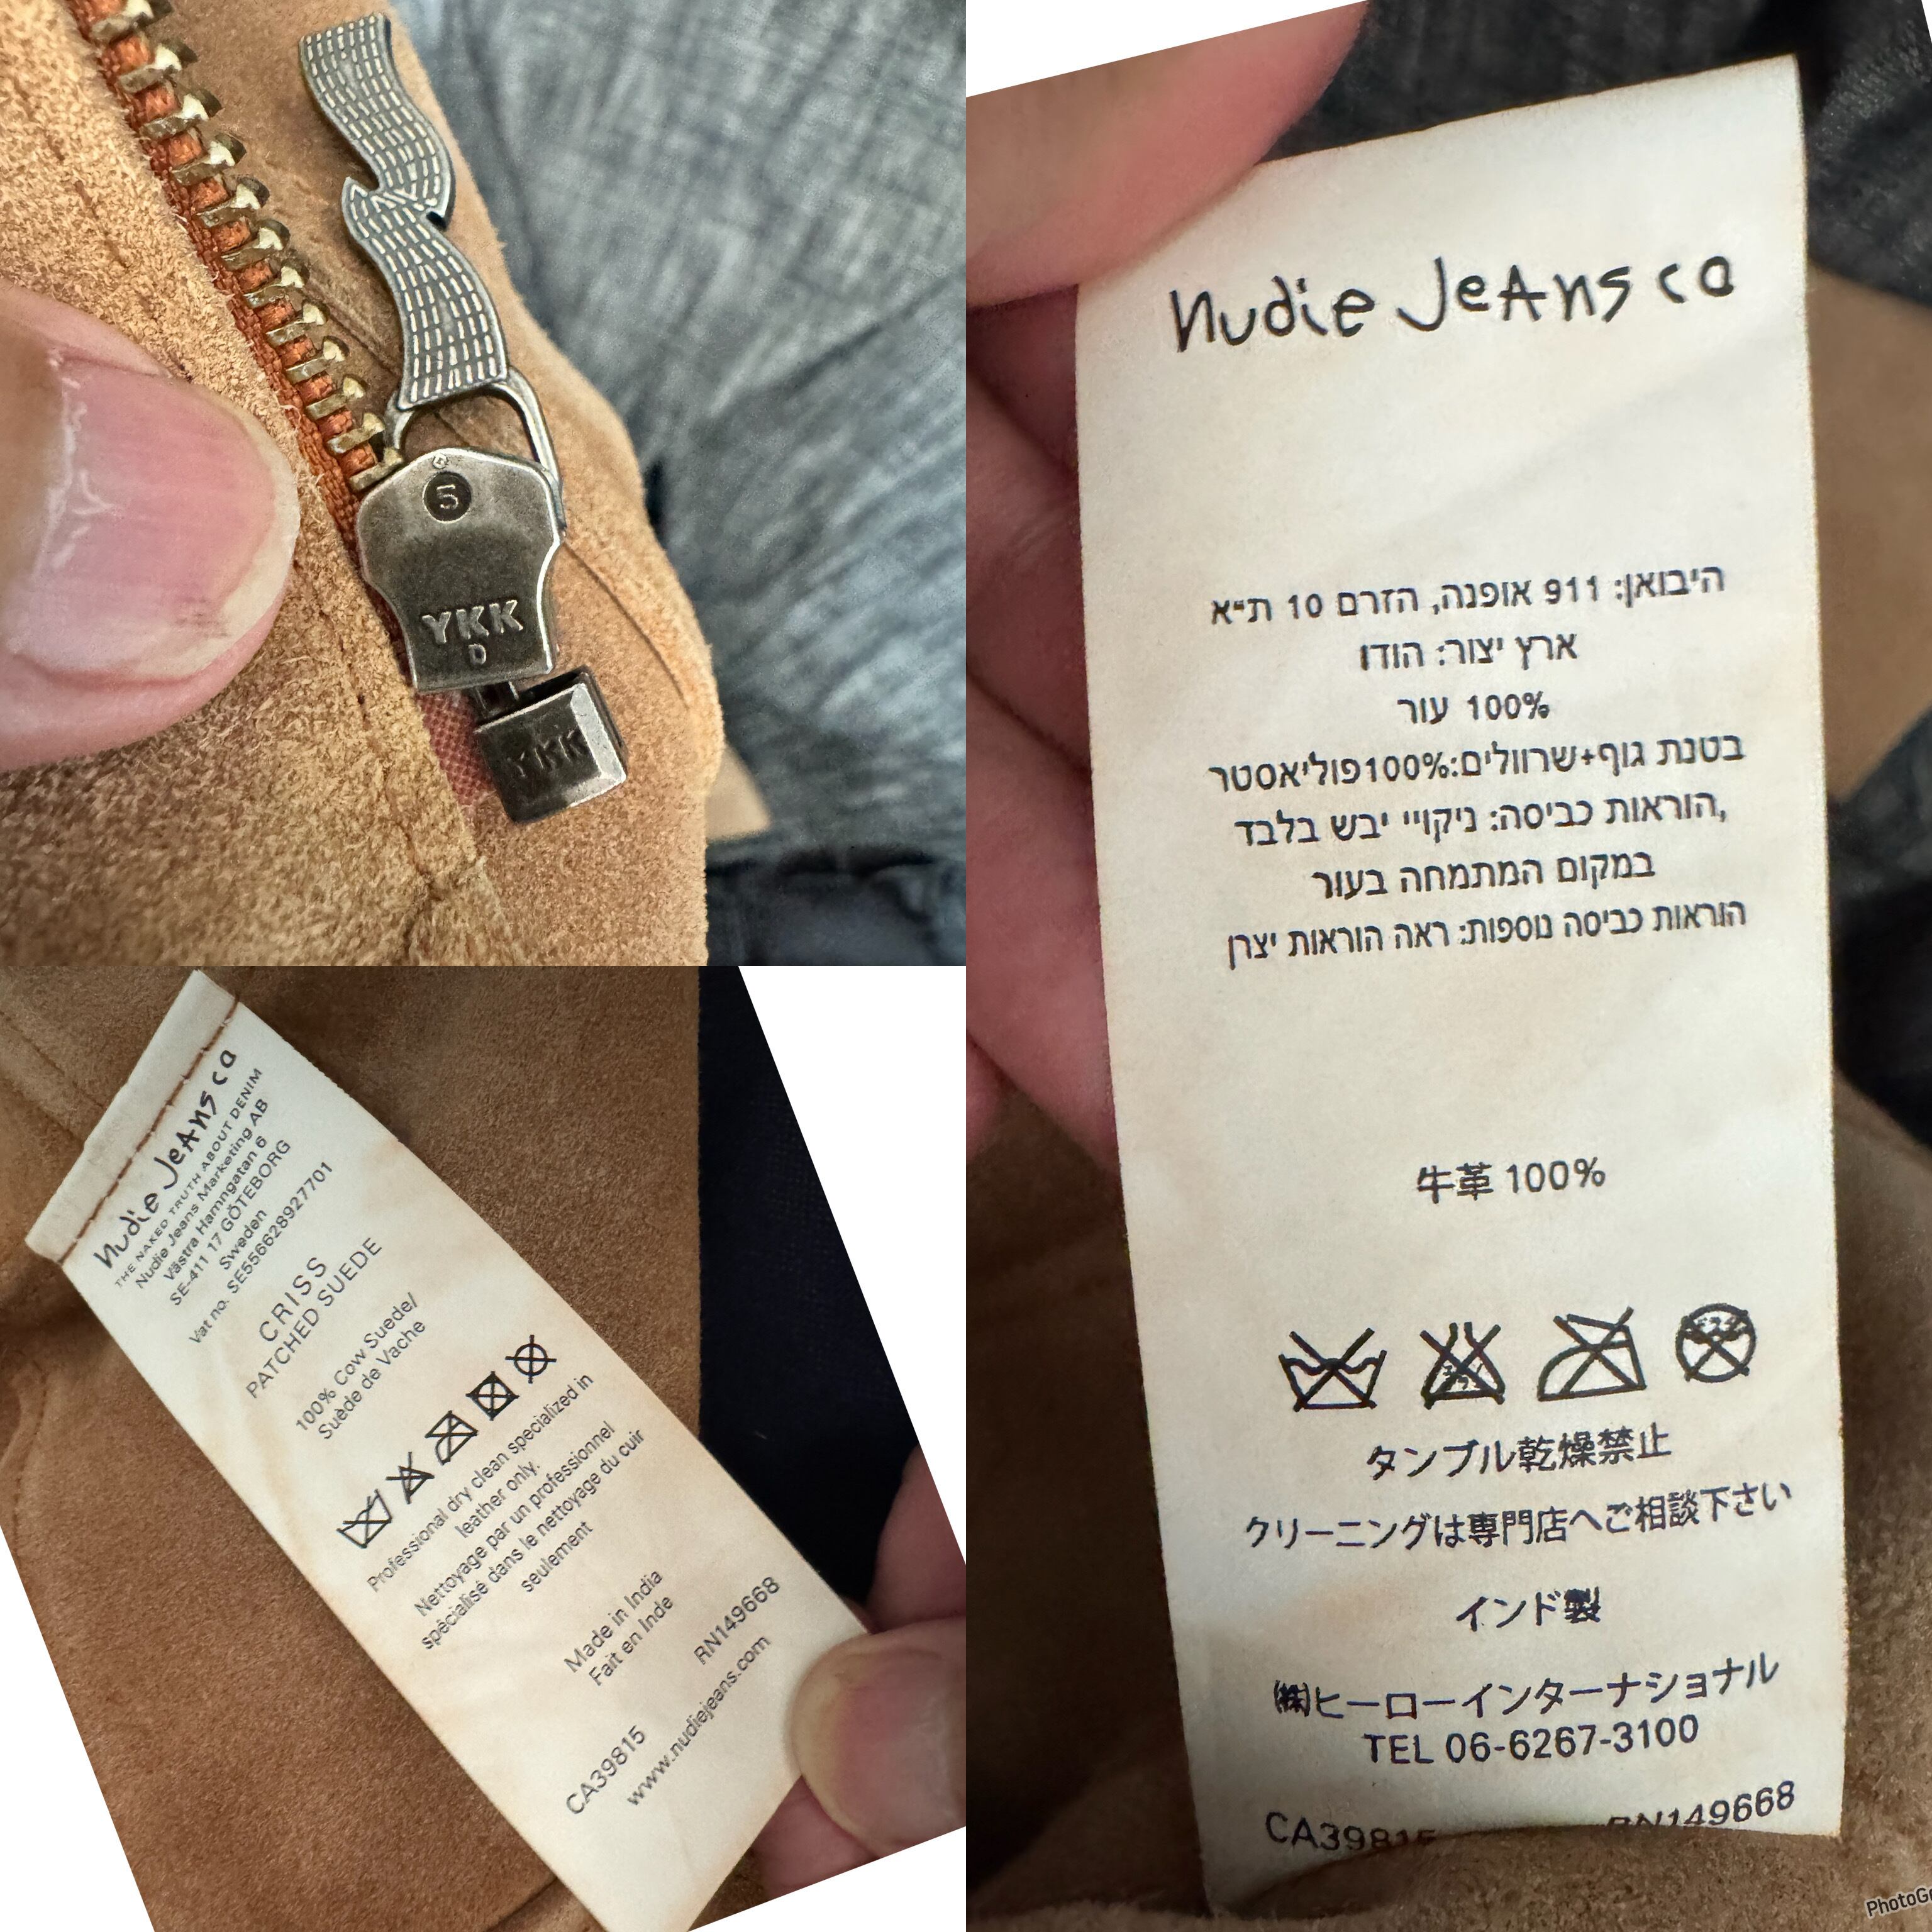 5
YKK
D
YKK
nudie Jeans co
היבואן: 911 אופנה, הזרם 10 ת״א
ארץ יצור: הודו
100% עור
בטנת גוף+שרוולים:100%פוליאסטר
הוראות כביסה: ניקויי יבש בלבד,
במקום המתמחה בעור
הוראות כביסה נוספות: ראה הוראות יצרן
牛革 100%
タンブル乾燥禁止
クリーニングは専門店へご相談下さい
インド製
㈱ヒーローインターナショナル
TEL 06-6267-3100
CA39815 RN149668
nudie Jeans co
THE NAKED TRUTH ABOUT DENIM
Nudie Jeans Marketing AB
Västra Hamngatan 6
SE-411 17 GÖTEBORG
Sweden
Vat no. SE556628927701
CRISS
PATCHED SUEDE
100% Cow Suede/
Suède de Vache
Professional dry clean specialized in
leather only.
Nettoyage par un professionnel
spécialisé dans le nettoyage du cuir
seulement
Made in India
Fait en Inde
RN149668
CA39815
www.nudiejeans.com